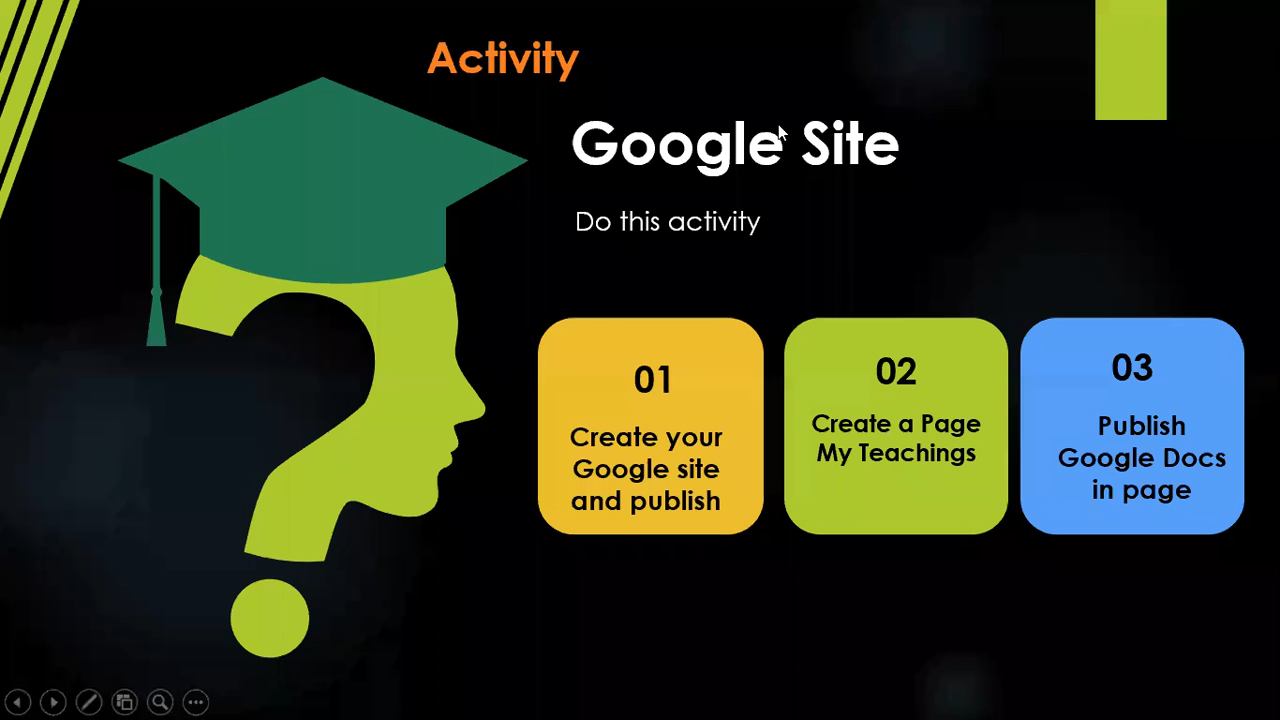 Activity
Google Site
Do this activity
01
Create your
Google site
and publish
02
Create a Page
My Teachings
03
Publish
Google Docs
in page